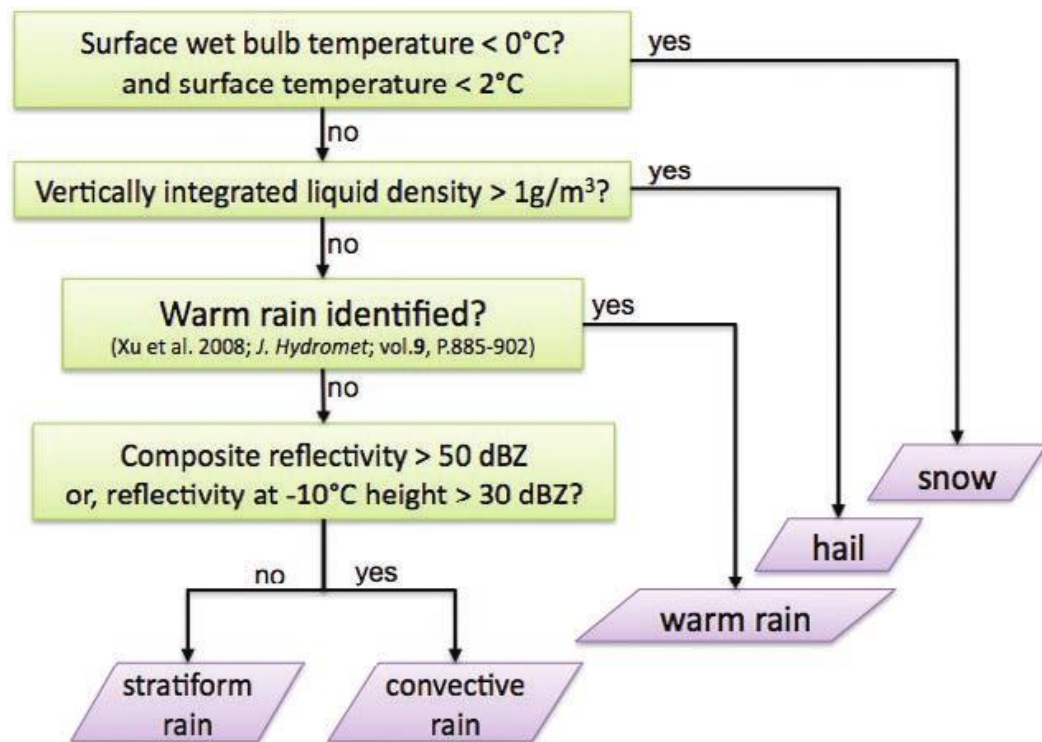 Surface wet bulb temperature < 0°C?
and surface temperature < 2°C
yes
no
Vertically integrated liquid density > 1g/m³?
yes
no
Warm rain identified?
(Xu et al. 2008; J. Hydromet; vol.9, P.885-902)
yes
no
Composite reflectivity > 50 dBZ
or, reflectivity at -10°C height > 30 dBZ?
snow
hail
no
yes
warm rain
stratiform
rain
convective
rain